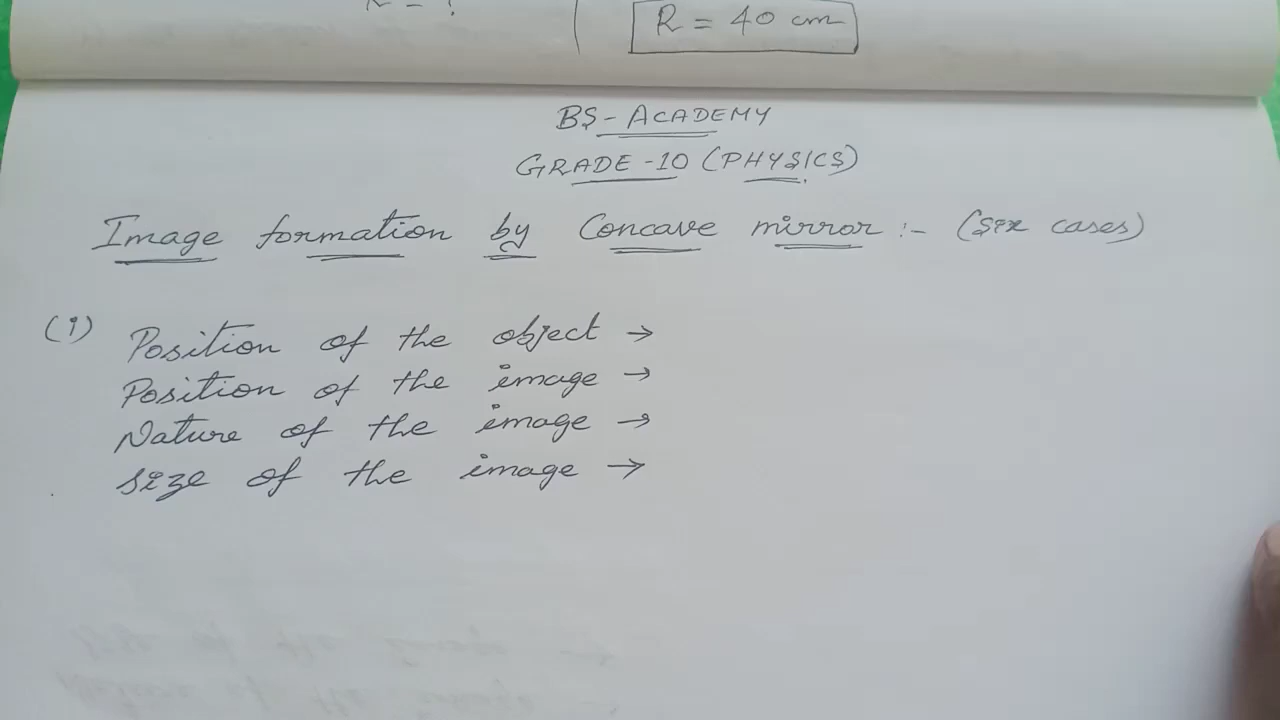 R = 40 cm
BS-ACADEMY
GRADE-10 (PHYSICS)
Image formation by Concave mirror :- (Six cases)
(i) Position of the object →
Position of the image →
Nature of the image →
Size of the image →